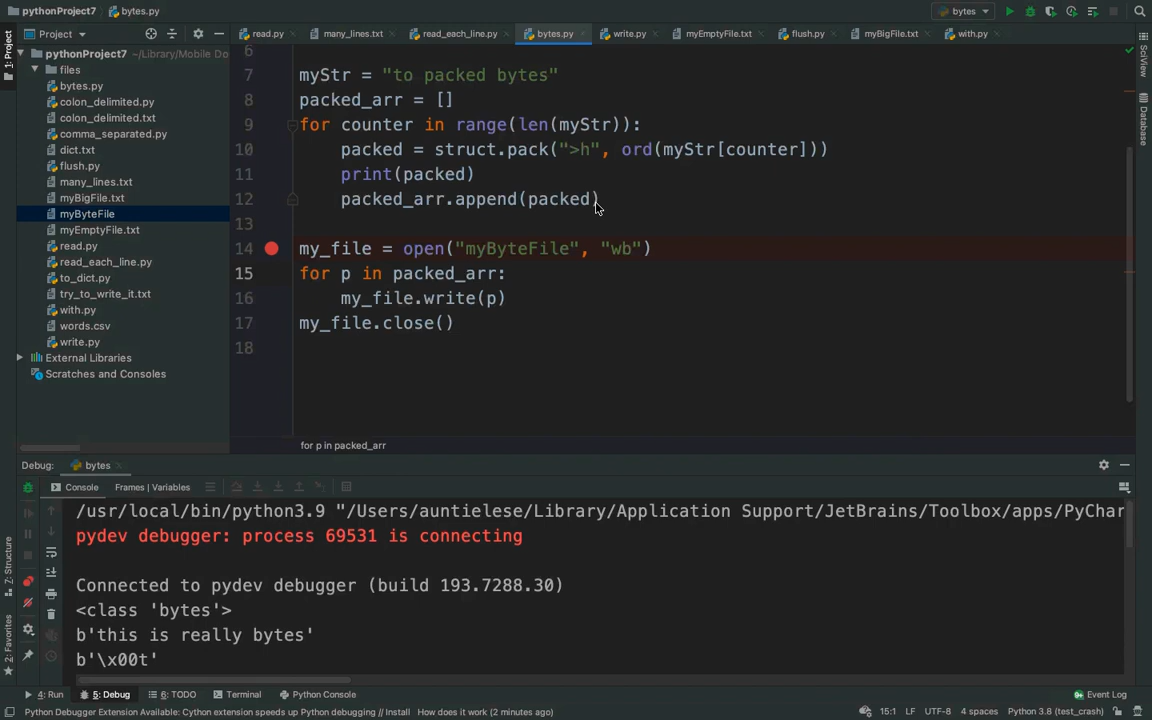 pythonProject7 > bytes.py
bytes
Project
read.py
many_lines.txt
read_each_line.py
bytes.py
write.py
myEmptyFile.txt
flush.py
myBigFile.txt
with.py
1: Project
pythonProject7 ~/Library/Mobile Do
files
bytes.py
colon_delimited.py
colon_delimited.txt
comma_separated.py
dict.txt
flush.py
many_lines.txt
myBigFile.txt
myByteFile
myEmptyFile.txt
read.py
read_each_line.py
to_dict.py
try_to_write_it.txt
with.py
words.csv
write.py
External Libraries
Scratches and Consoles
6
7 myStr = "to packed bytes"
8 packed_arr = []
9 for counter in range(len(myStr)):
10 packed = struct.pack(">h", ord(myStr[counter]))
11 print(packed)
12 packed_arr.append(packed)
13
14 my_file = open("myByteFile", "wb")
15 for p in packed_arr:
16 my_file.write(p)
17 my_file.close()
18
for p in packed_arr
SciView
Database
Debug: bytes
Console
Frames | Variables
/usr/local/bin/python3.9 "/Users/auntielese/Library/Application Support/JetBrains/Toolbox/apps/PyChar
pydev debugger: process 69531 is connecting
Connected to pydev debugger (build 193.7288.30)
<class 'bytes'>
b'this is really bytes'
b'\x00t'
Z: Structure
2: Favorites
4: Run
5: Debug
6: TODO
Terminal
Python Console
Event Log
Python Debugger Extension Available: Cython extension speeds up Python debugging // Install How does it work (2 minutes ago)
15:1 LF UTF-8 4 spaces Python 3.8 (test_crash)